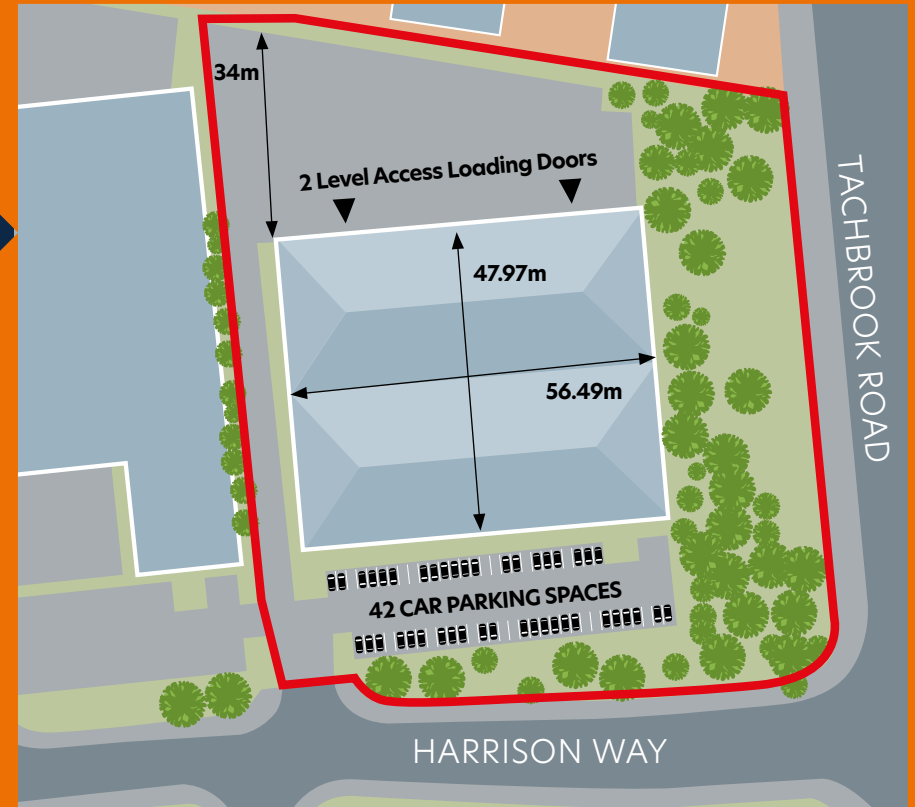 34m
2 Level Access Loading Doors
47.97m
56.49m
TACHBROOK ROAD
42 CAR PARKING SPACES
HARRISON WAY